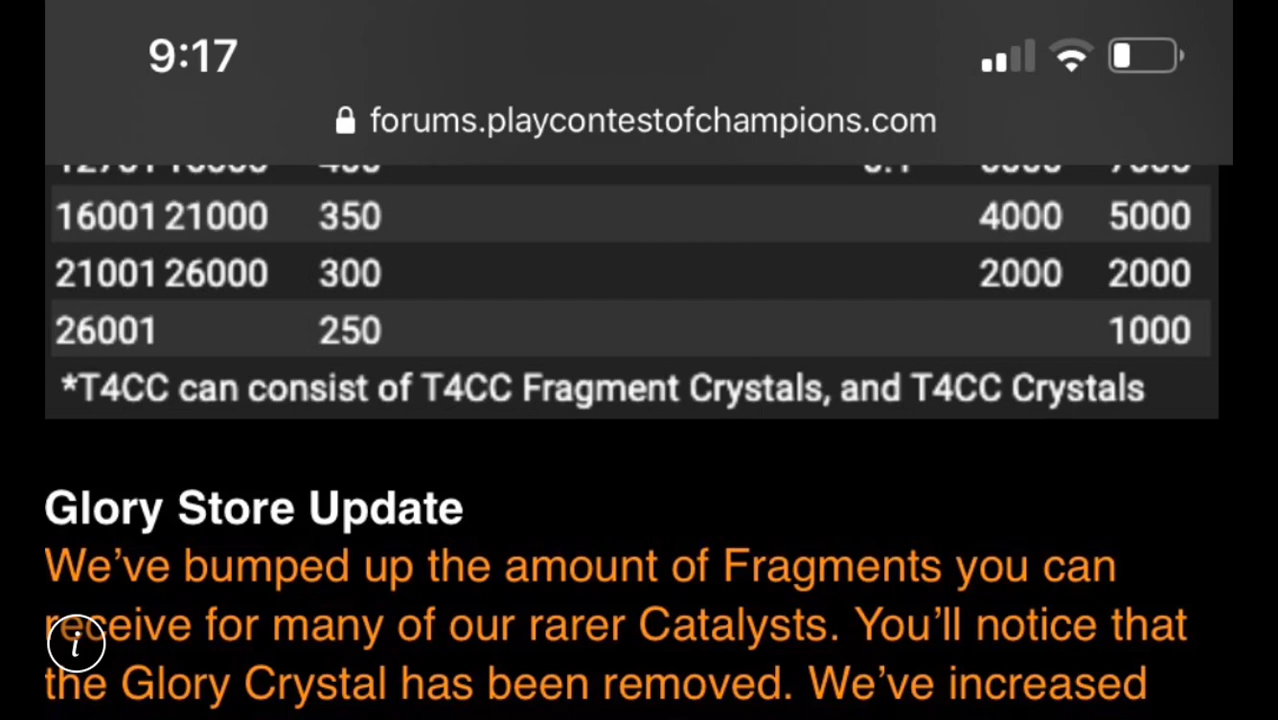 9:17
forums.playcontestofchampions.com
16001 21000 350 4000 5000
21001 26000 300 2000 2000
26001 250 1000
*T4CC can consist of T4CC Fragment Crystals, and T4CC Crystals
Glory Store Update
We’ve bumped up the amount of Fragments you can
receive for many of our rarer Catalysts. You’ll notice that
i
the Glory Crystal has been removed. We’ve increased